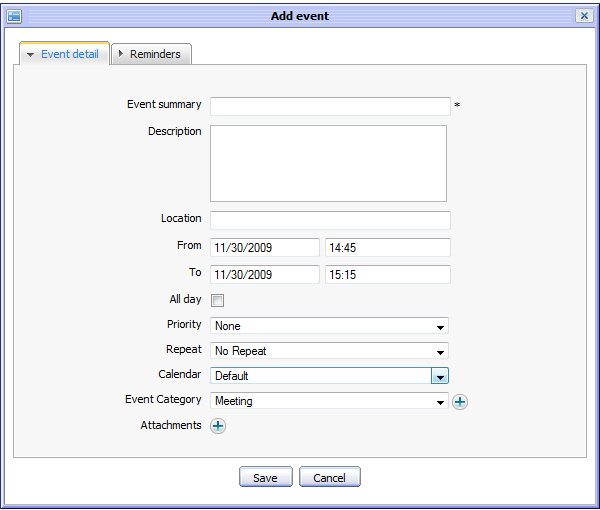 Add event
Event detail Reminders
Event summary *
Description
Location
From 11/30/2009 14:45
To 11/30/2009 15:15
All day
Priority None
Repeat No Repeat
Calendar Default
Event Category Meeting
Attachments
Save Cancel